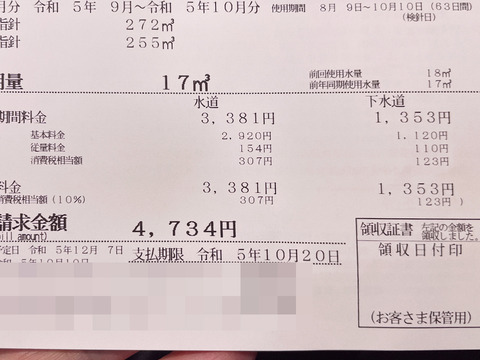 月分 令和 5年 9月～令和 5年10月分 使用期間 8月 9日～10月10日(63日間)
(検針日)
指針 272㎥
指針 255㎥
用量 17㎥ 前回使用水量 18㎥
前年同期使用水量 17㎥
水道 下水道
期間料金 3,381円 1,353円
基本料金 2,920円 1,120円
従量料金 154円 110円
消費税相当額 307円 123円
料金 3,381円 1,353円
消費税相当額(10%) 307円 123円)
請求金額 4,734円
(bill amount)
領収証書 左記の金額を領収しました。
予定日 令和 5年12月 7日 支払期限 令和 5年10月20日
領収日付印
(お客さま保管用)